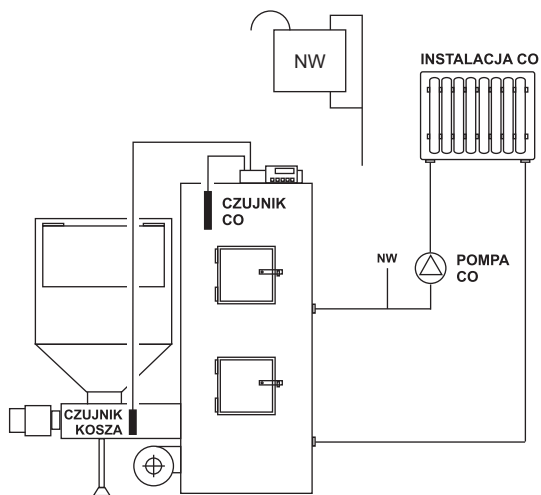 NW
INSTALACJA CO
CZUJNIK
CO
NW
POMPA
CO
CZUJNIK
KOSZA